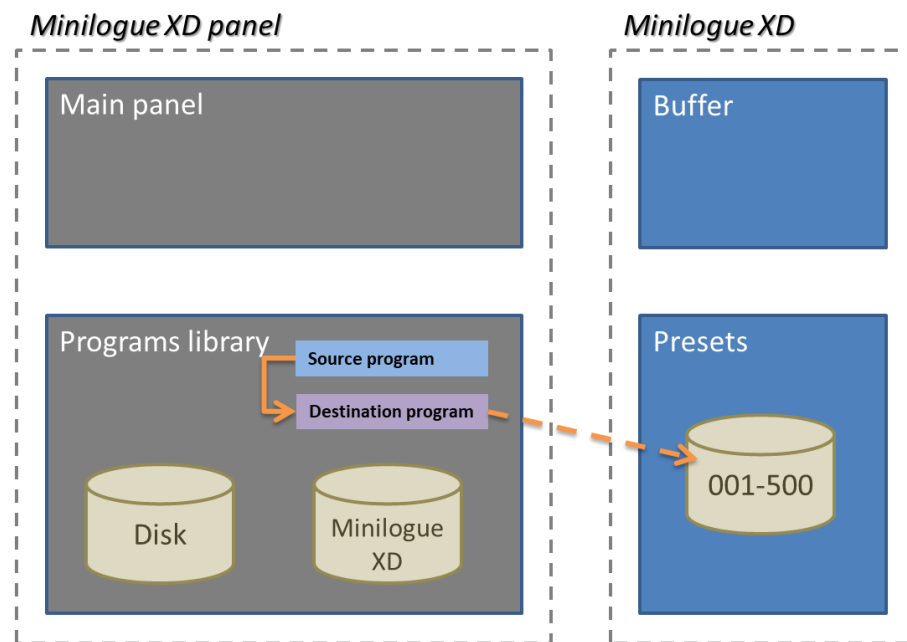 Minilogue XD panel
Minilogue XD
Main panel
Buffer
Programs library
Source program
Destination program
Disk
Minilogue
XD
Presets
001-500